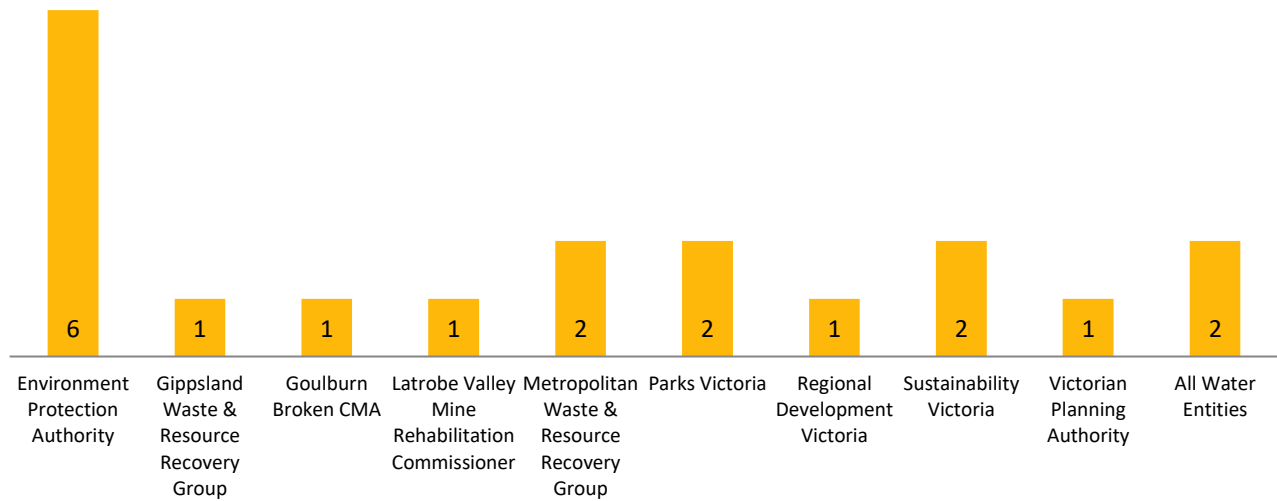 6
1
1
1
2
2
1
2
1
2
Environment
Protection
Authority
Gippsland
Waste &
Resource
Recovery
Group
Goulburn
Broken CMA
Latrobe Valley
Mine
Rehabilitation
Commissioner
Metropolitan
Waste &
Resource
Recovery
Group
Parks Victoria
Regional
Development
Victoria
Sustainability
Victoria
Victorian
Planning
Authority
All Water
Entities